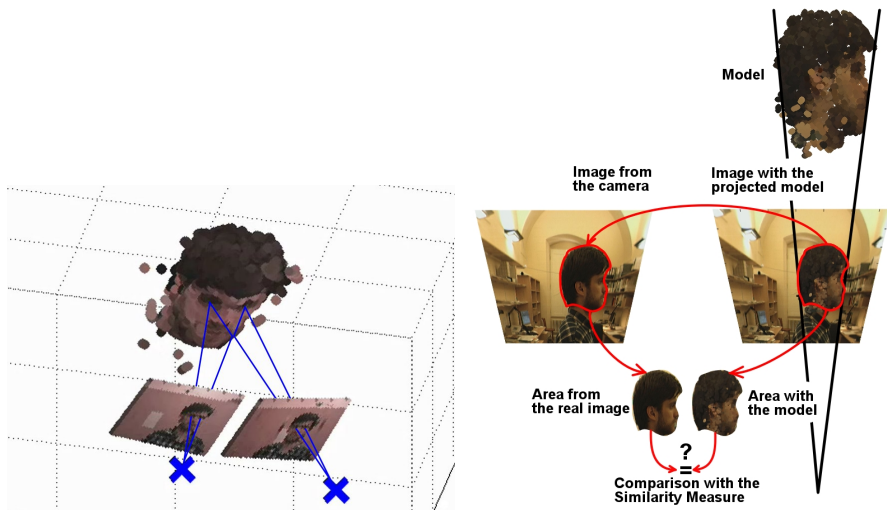 Model
Image from
the camera
Image with the
projected model
Area from
the real image
Area with
the model
?
=
Comparison with the
Similarity Measure